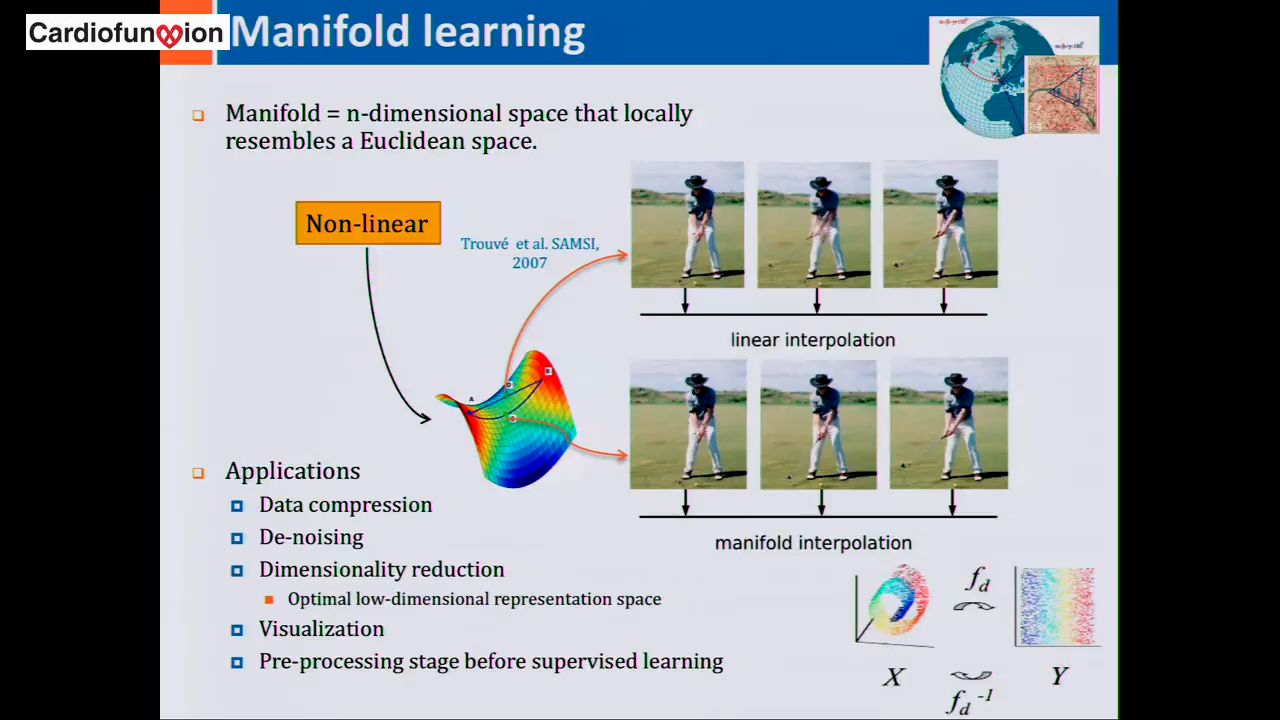 Cardiofunxion
Manifold learning
Manifold = n-dimensional space that locally
resembles a Euclidean space.
Non-linear
Trouvé et al. SAMSI,
2007
linear interpolation
A
B
D
C
manifold interpolation
Applications
Data compression
De-noising
Dimensionality reduction
Optimal low-dimensional representation space
Visualization
Pre-processing stage before supervised learning
f_d
X
Y
f_d^-1